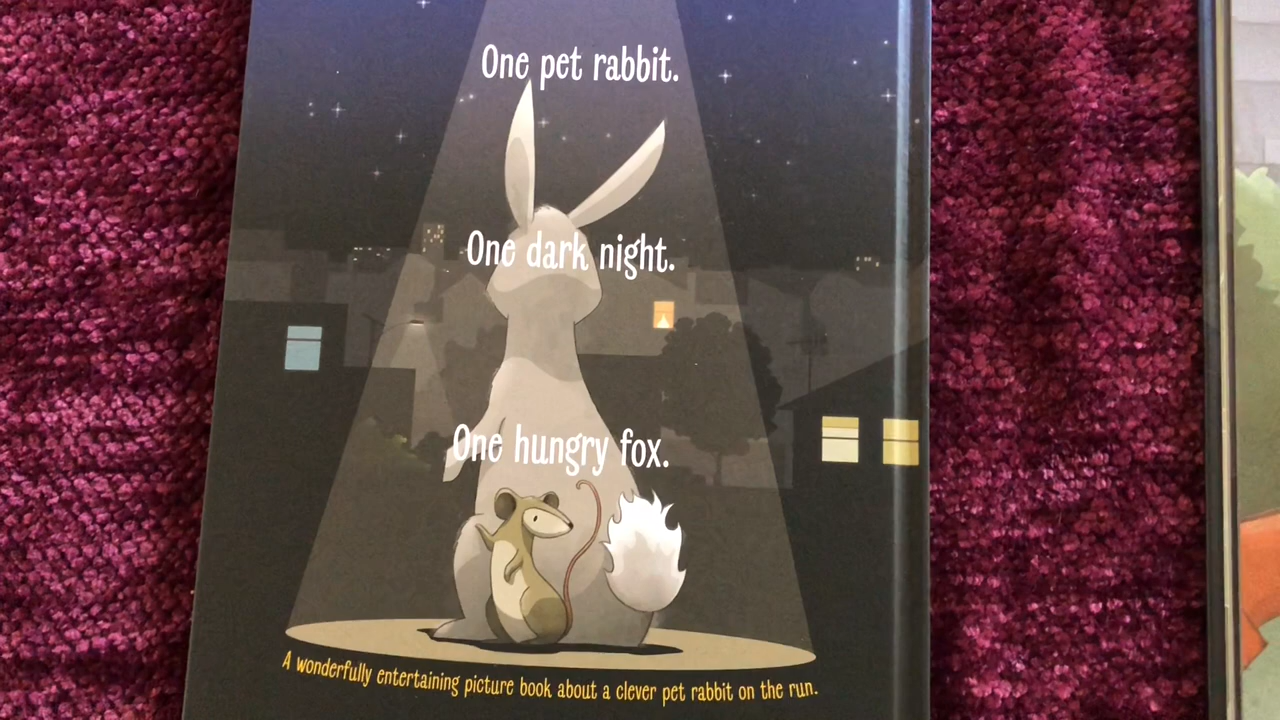 One pet rabbit.
One dark night.
One hungry fox.
A wonderfully entertaining picture book about a clever pet rabbit on the run.